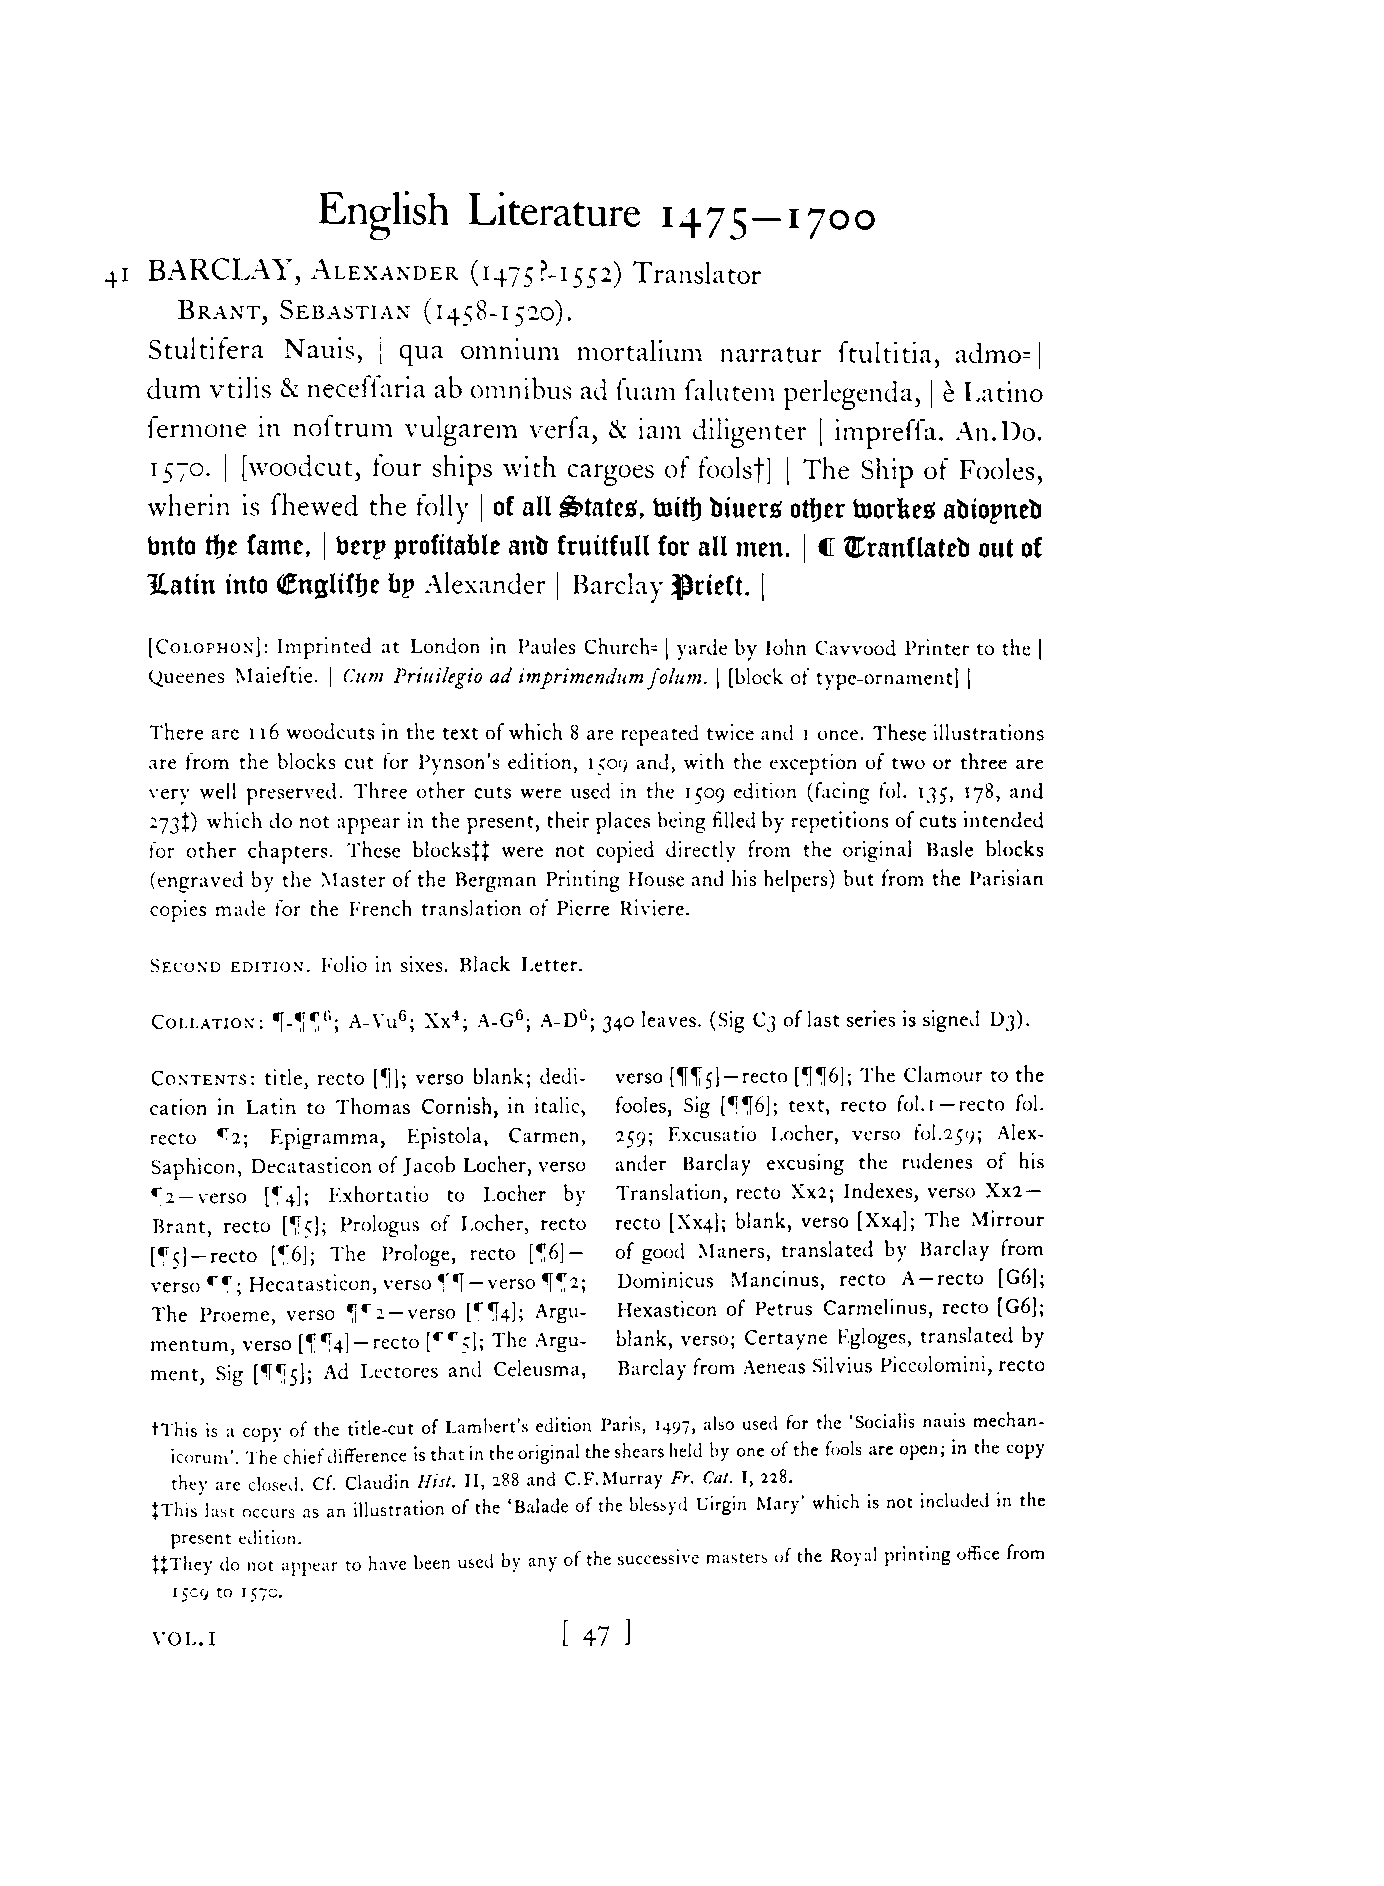 English Literature 1475—1700
41 BARCLAY, Alexander (1475?-1552) Translator
Brant, Sebastian (1458-1520).
Stultifera Nauis, | qua omnium mortalium narratur ſtultitia, admo=|
dum vtilis & neceſſaria ab omnibus ad ſuam ſalutem perlegenda, | è Latino
ſermone in noſtrum vulgarem verſa, & iam diligenter | impreſſa. An.Do.
1570. | [woodcut, four ships with cargoes of fools†] | The Ship of Fooles,
wherin is ſhewed the folly | of all States, with diuers other workes adioyned
vnto the ſame, | very profitable and fruitfull for all men. | ¶ Tranſlated out of
Latin into Engliſhe by Alexander | Barclay Prieſt. |
[Colophon]: Imprinted at London in Paules Church= | yarde by Iohn Cavvood Printer to the |
Queenes Maieſtie. | Cum Priuilegio ad imprimendum ſolum. | [block of type-ornament] |
There are 116 woodcuts in the text of which 8 are repeated twice and 1 once. These illustrations
are from the blocks cut for Pynson's edition, 1509 and, with the exception of two or three are
very well preserved. Three other cuts were used in the 1509 edition (facing fol. 135, 178, and
273‡) which do not appear in the present, their places being filled by repetitions of cuts intended
for other chapters. These blocks‡‡ were not copied directly from the original Basle blocks
(engraved by the Master of the Bergman Printing House and his helpers) but from the Parisian
copies made for the French translation of Pierre Riviere.
Second edition. Folio in sixes. Black Letter.
Collation: ¶-¶¶⁶; A-Vu⁶; Xx⁴; A-G⁶; A-D⁶; 340 leaves. (Sig C3 of last series is signed D3).
Contents: title, recto [¶]; verso blank; dedi-
cation in Latin to Thomas Cornish, in italic,
recto ¶2; Epigramma, Epistola, Carmen,
Saphicon, Decatasticon of Jacob Locher, verso
¶2—verso [¶4]; Exhortatio to Locher by
Brant, recto [¶5]; Prologus of Locher, recto
[¶5]—recto [¶6]; The Prologe, recto [¶6]—
verso ¶¶; Hecatasticon, verso ¶¶—verso ¶¶2;
The Proeme, verso ¶¶2—verso [¶¶4]; Argu-
mentum, verso [¶¶4]—recto [¶¶5]; The Argu-
ment, Sig [¶¶5]; Ad Lectores and Celeusma,
verso [¶¶5]—recto [¶¶6]; The Clamour to the
fooles, Sig [¶¶6]; text, recto fol.1—recto fol.
259; Excusatio Locher, verso fol.259; Alex-
ander Barclay excusing the rudenes of his
Translation, recto Xx2; Indexes, verso Xx2—
recto [Xx4]; blank, verso [Xx4]; The Mirrour
of good Maners, translated by Barclay from
Dominicus Mancinus, recto A—recto [G6];
Hexasticon of Petrus Carmelinus, recto [G6];
blank, verso; Certayne Egloges, translated by
Barclay from Aeneas Silvius Piccolomini, recto
†This is a copy of the title-cut of Lambert's edition Paris, 1497, also used for the 'Socialis nauis mechan-
icorum'. The chief difference is that in the original the shears held by one of the fools are open; in the copy
they are closed. Cf. Claudin Hist. II, 288 and C.F.Murray Fr. Cat. I, 228.
‡This last occurs as an illustration of the 'Balade of the blessyd Uirgin Mary' which is not included in the
present edition.
‡‡They do not appear to have been used by any of the successive masters of the Royal printing office from
1509 to 1570.
VOL.I [ 47 ]